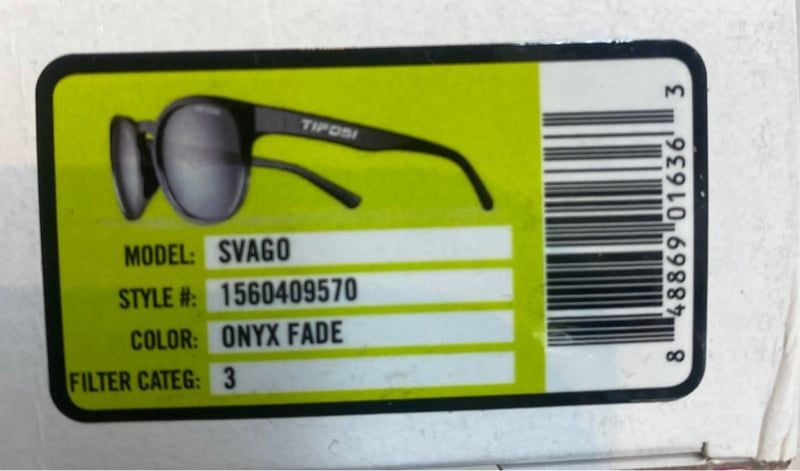 TIFOSI
MODEL: SVAGO
STYLE #: 1560409570
COLOR: ONYX FADE
FILTER CATEG: 3
8 48869 01636 3